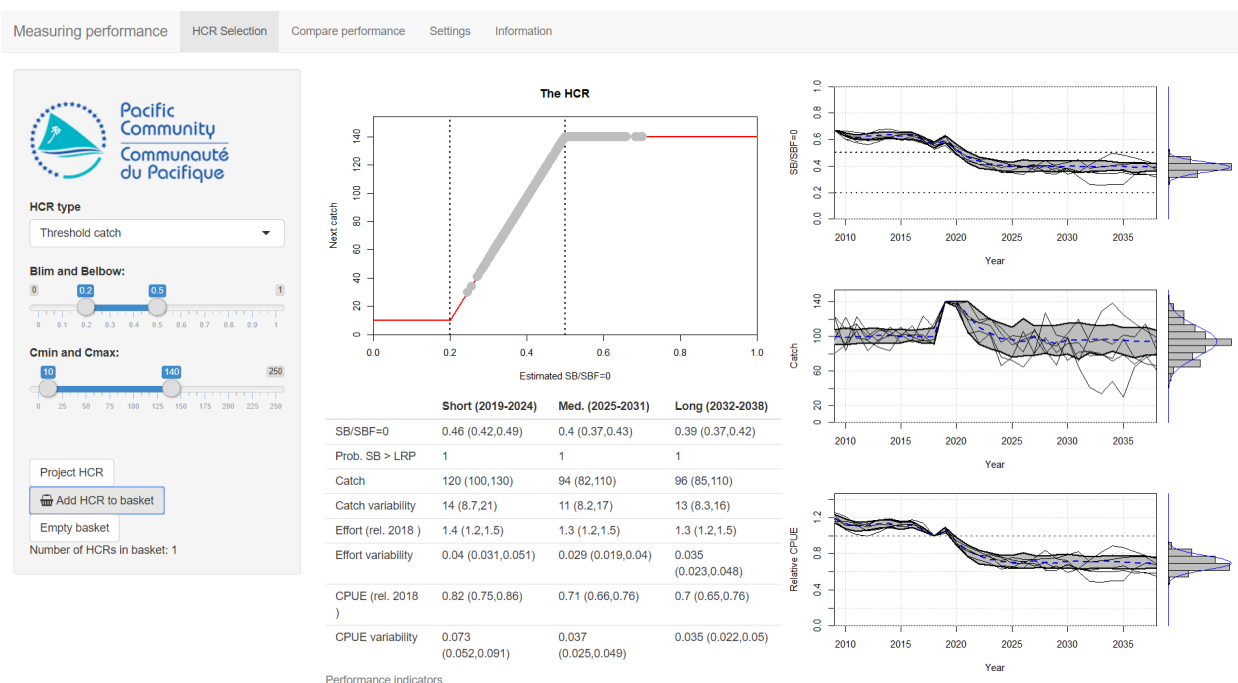 Measuring performance HCR Selection Compare performance Settings Information
Pacific
Community
Communauté
du Pacifique
HCR type
Threshold catch
Blim and Belbow:
0 0.2 0.5 1
0 0.1 0.2 0.3 0.4 0.5 0.6 0.7 0.8 0.9 1
Cmin and Cmax:
10 140 250
0 25 50 75 100 125 150 175 200 225 250
Project HCR
Add HCR to basket
Empty basket
Number of HCRs in basket: 1
The HCR
Next catch
140
120
100
80
60
40
20
0
0.0 0.2 0.4 0.6 0.8 1.0
Estimated SB/SBF=0
Short (2019-2024) Med. (2025-2031) Long (2032-2038)
SB/SBF=0 0.46 (0.42,0.49) 0.4 (0.37,0.43) 0.39 (0.37,0.42)
Prob. SB > LRP 1 1 1
Catch 120 (100,130) 94 (82,110) 96 (85,110)
Catch variability 14 (8.7,21) 11 (8.2,17) 13 (8.3,16)
Effort (rel. 2018 ) 1.4 (1.2,1.5) 1.3 (1.2,1.5) 1.3 (1.2,1.5)
Effort variability 0.04 (0.031,0.051) 0.029 (0.019,0.04) 0.035
(0.023,0.048)
CPUE (rel. 2018 0.82 (0.75,0.86) 0.71 (0.66,0.76) 0.7 (0.65,0.76)
)
CPUE variability 0.073 0.037 0.035 (0.022,0.05)
(0.052,0.091) (0.025,0.049)
Performance indicators
SB/SBF=0
1.0
0.8
0.6
0.4
0.2
0.0
2010 2015 2020 2025 2030 2035
Year
Catch
140
100
60
20
0
2010 2015 2020 2025 2030 2035
Year
Relative CPUE
1.2
0.8
0.4
0.0
2010 2015 2020 2025 2030 2035
Year